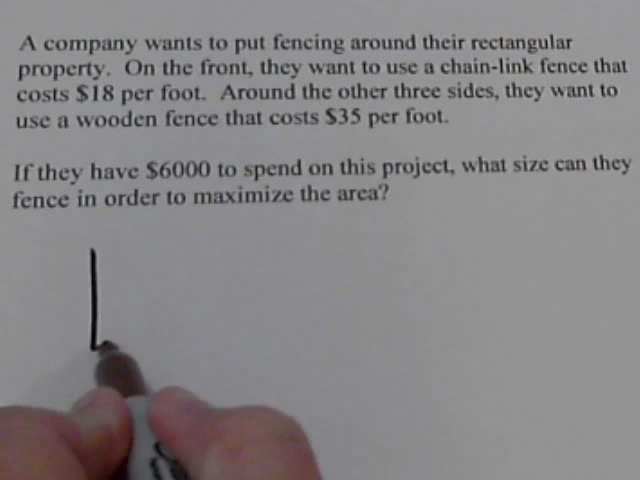 A company wants to put fencing around their rectangular
property. On the front, they want to use a chain-link fence that
costs $18 per foot. Around the other three sides, they want to
use a wooden fence that costs $35 per foot.
If they have $6000 to spend on this project, what size can they
fence in order to maximize the area?